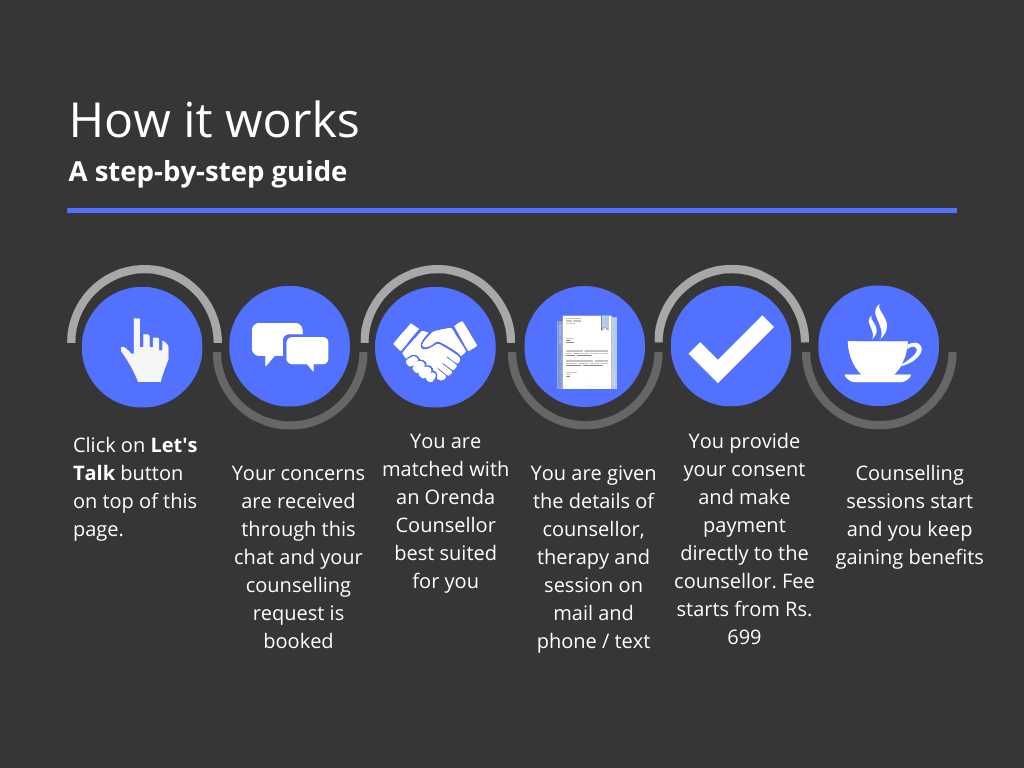 How it works
A step-by-step guide
Click on Let's
Talk button
on top of this
page.
Your concerns
are received
through this
chat and your
counselling
request is
booked
You are
matched with
an Orenda
Counsellor
best suited
for you
You are given
the details of
counsellor,
therapy and
session on
mail and
phone / text
You provide
your consent
and make
payment
directly to the
counsellor. Fee
starts from Rs.
699
Counselling
sessions start
and you keep
gaining benefits